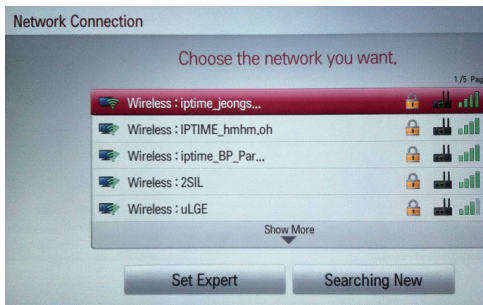 Network Connection
Choose the network you want.
1/5 Pag
Wireless : iptime_jeongs...
Wireless : IPTIME_hmhm.oh
Wireless : iptime_BP_Par...
Wireless : 2SIL
Wireless : uLGE
Show More
Set Expert
Searching New